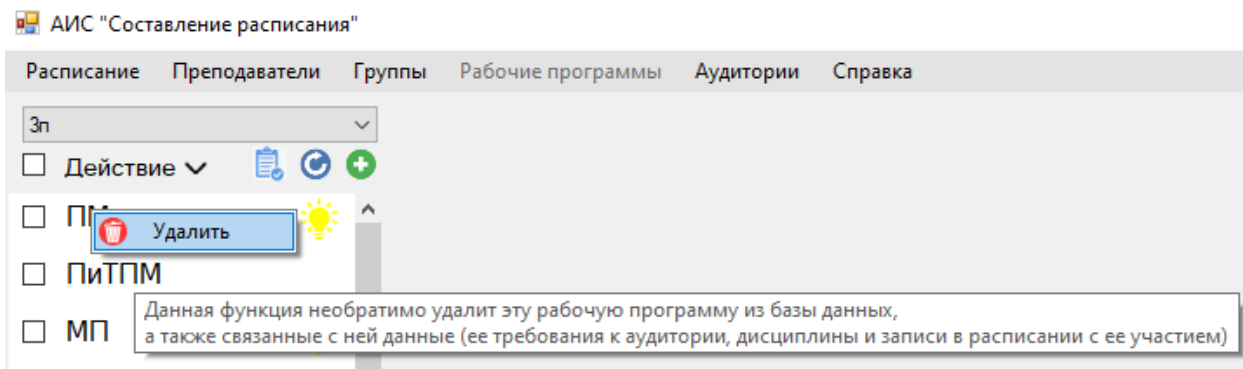 АИС "Составление расписания"
Расписание Преподаватели Группы Рабочие программы Аудитории Справка
3п
Действие
Удалить
ПиТПМ
Данная функция необратимо удалит эту рабочую программу из базы данных,
МП
а также связанные с ней данные (ее требования к аудитории, дисциплины и записи в расписании с ее участием)